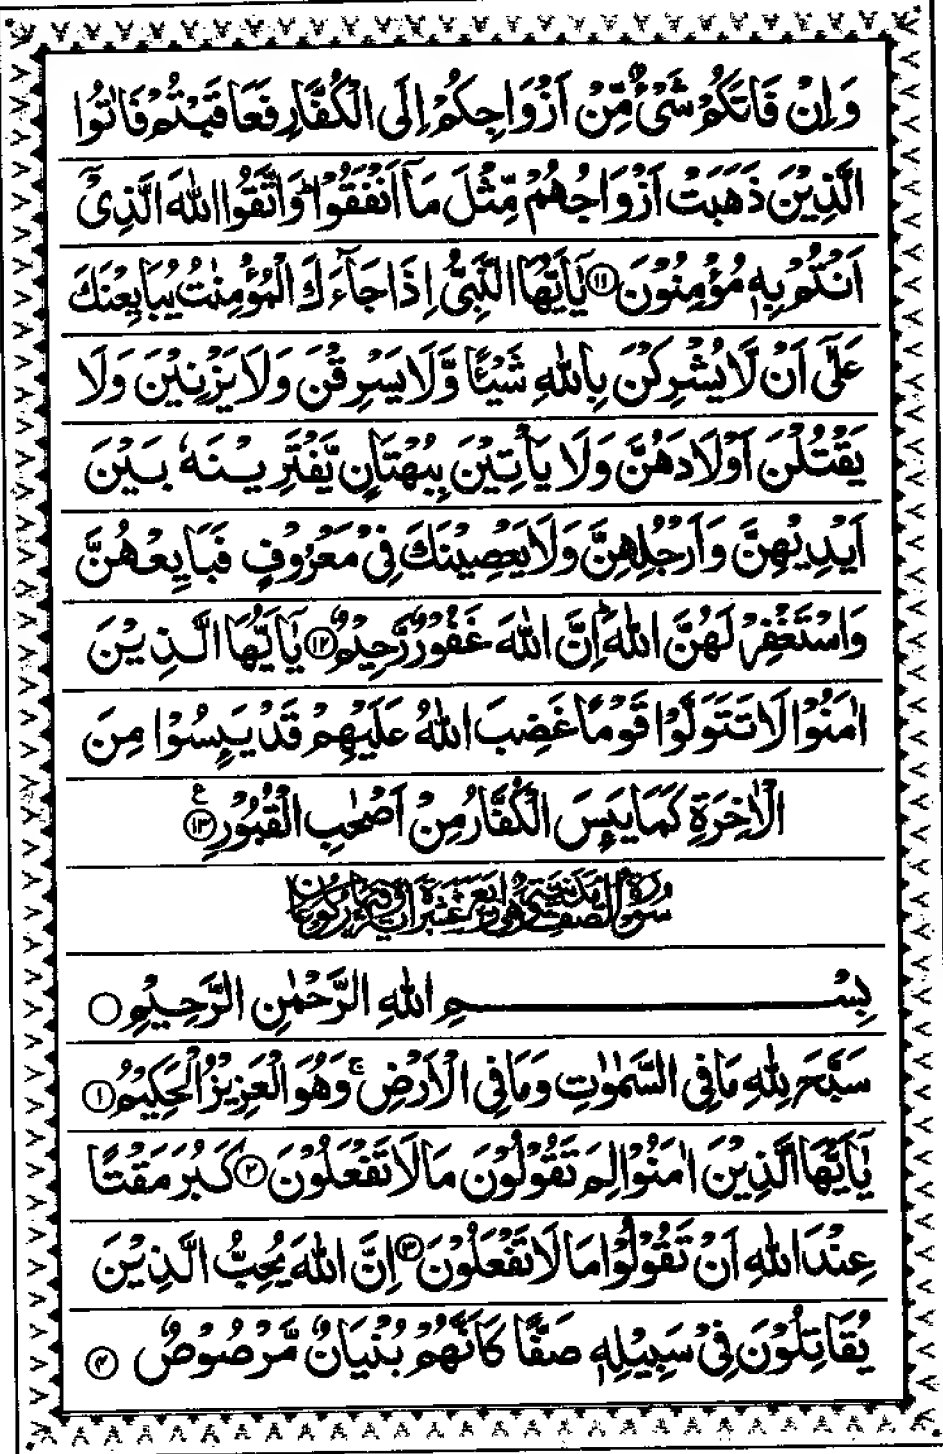 وَاِنْ فَاتَكُمْ شَيْءٌ مِّنْ اَزْوَاجِكُمْ اِلَى الْكُفَّارِ فَعَاقَبْتُمْ فَاٰتُوا
الَّذِيْنَ ذَهَبَتْ اَزْوَاجُهُمْ مِّثْلَ مَآ اَنْفَقُوْا ؕ وَاتَّقُوا اللّٰهَ الَّذِيْٓ
اَنْتُمْ بِهٖ مُؤْمِنُوْنَ ﴿۱۱﴾ يٰۤاَيُّهَا النَّبِيُّ اِذَا جَآءَكَ الْمُؤْمِنٰتُ يُبَايِعْنَكَ
عَلٰٓى اَنْ لَّا يُشْرِكْنَ بِاللّٰهِ شَيْـًٔا وَّلَا يَسْرِقْنَ وَلَا يَزْنِيْنَ وَلَا
يَقْتُلْنَ اَوْلَادَهُنَّ وَلَا يَاْتِيْنَ بِبُهْتَانٍ يَّفْتَرِيْنَهٗ بَيْنَ
اَيْدِيْهِنَّ وَاَرْجُلِهِنَّ وَلَا يَعْصِيْنَكَ فِيْ مَعْرُوْفٍ فَبَايِعْهُنَّ
وَاسْتَغْفِرْ لَهُنَّ اللّٰهَ ؕ اِنَّ اللّٰهَ غَفُوْرٌ رَّحِيْمٌ ﴿۱۲﴾ يٰۤاَيُّهَا الَّذِيْنَ
اٰمَنُوْا لَا تَتَوَلَّوْا قَوْمًا غَضِبَ اللّٰهُ عَلَيْهِمْ قَدْ يَىِٕسُوْا مِنَ
الْاٰخِرَةِ كَمَا يَىِٕسَ الْكُفَّارُ مِنْ اَصْحٰبِ الْقُبُوْرِ ﴿۱۳﴾ ع
سُوْرَةُ الصَّفِّ مَدَنِيَّةٌ وَّهِيَ اَرْبَعَ عَشْرَةَ اٰيَةً وَّفِيْهَا رُكُوْعَانِ
بِسْمِ اللّٰهِ الرَّحْمٰنِ الرَّحِيْمِ
سَبَّحَ لِلّٰهِ مَا فِي السَّمٰوٰتِ وَمَا فِي الْاَرْضِ ۚ وَهُوَ الْعَزِيْزُ الْحَكِيْمُ ﴿۱﴾
يٰۤاَيُّهَا الَّذِيْنَ اٰمَنُوْا لِمَ تَقُوْلُوْنَ مَا لَا تَفْعَلُوْنَ ﴿۲﴾ كَبُرَ مَقْتًا
عِنْدَ اللّٰهِ اَنْ تَقُوْلُوْا مَا لَا تَفْعَلُوْنَ ﴿۳﴾ اِنَّ اللّٰهَ يُحِبُّ الَّذِيْنَ
يُقَاتِلُوْنَ فِيْ سَبِيْلِهٖ صَفًّا كَاَنَّهُمْ بُنْيَانٌ مَّرْصُوْصٌ ﴿۴﴾